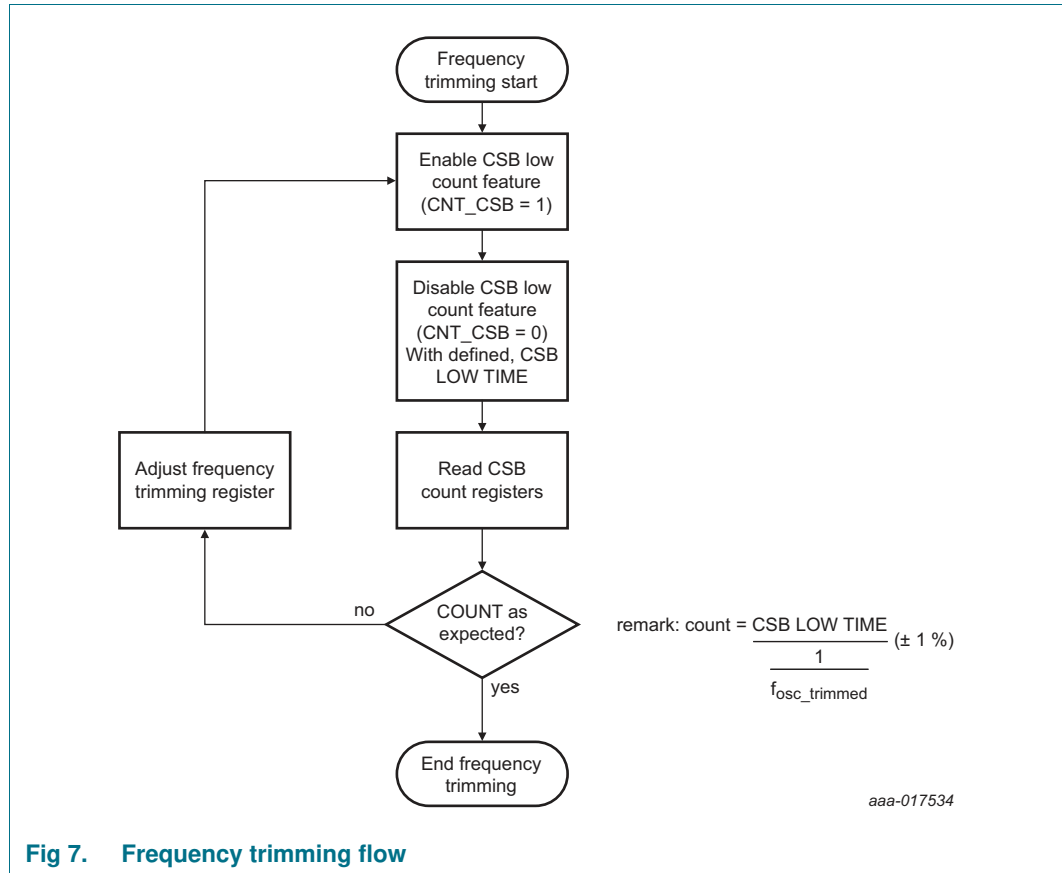 Frequency
trimming start
Enable CSB low
count feature
(CNT_CSB = 1)
Disable CSB low
count feature
(CNT_CSB = 0)
With defined, CSB
LOW TIME
Adjust frequency
trimming register
Read CSB
count registers
no
COUNT as
expected?
remark: count = CSB LOW TIME (± 1 %)
1
fosc_trimmed
yes
End frequency
trimming
aaa-017534
Fig 7. Frequency trimming flow